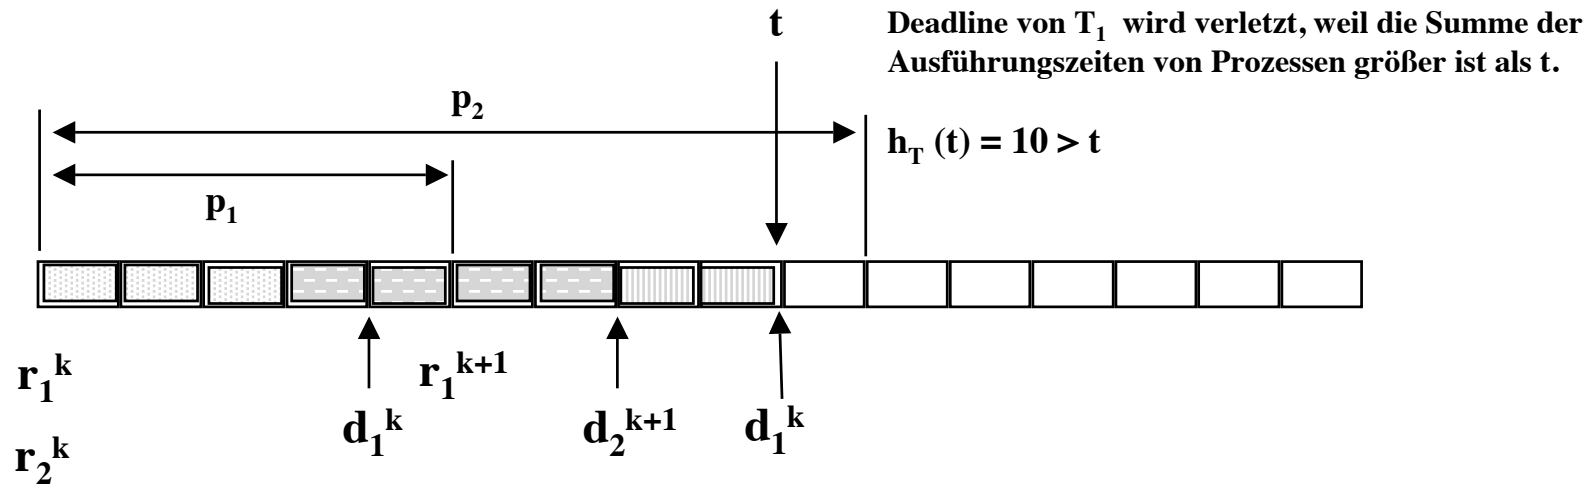 t
Deadline von T₁ wird verletzt, weil die Summe der
Ausführungszeiten von Prozessen größer ist als t.
p₂
h_T (t) = 10 > t
p₁
r₁ᵏ
r₁ᵏ⁺¹
d₁ᵏ
d₂ᵏ⁺¹
d₁ᵏ
r₂ᵏ